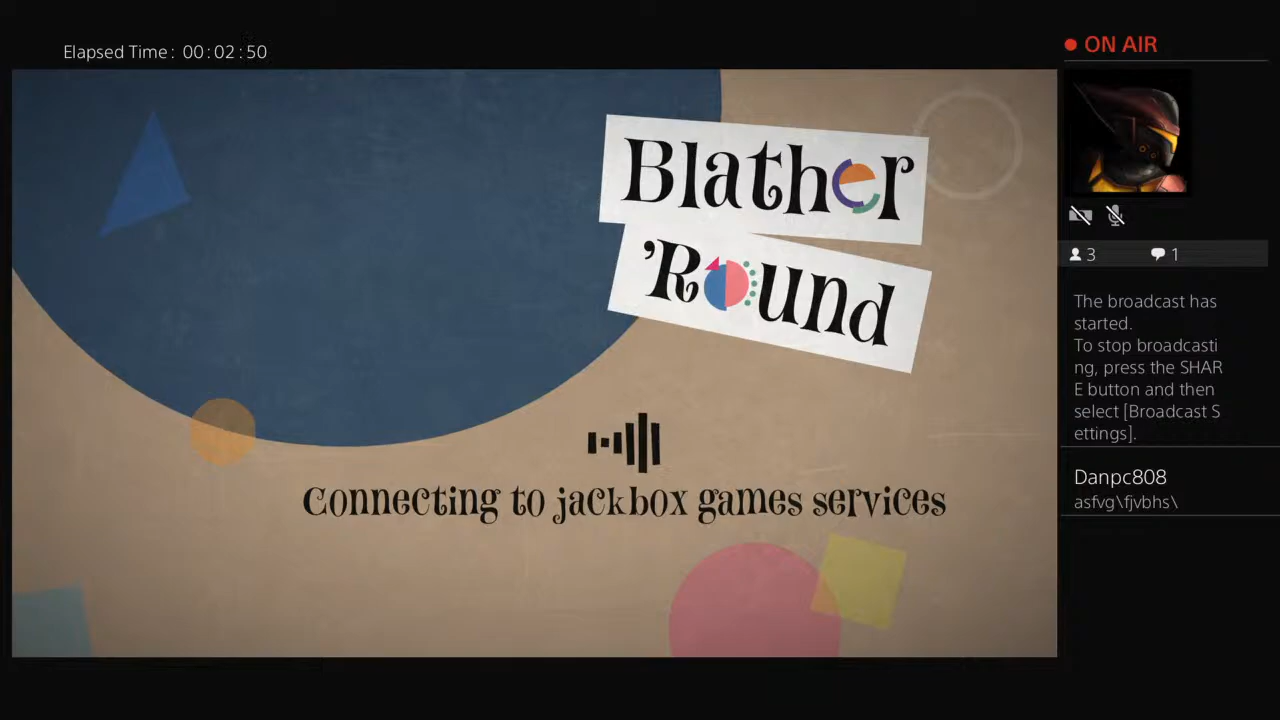 Elapsed Time: 00:02:50
ON AIR
Blather
'Round
Connecting to jackbox games services
3 1
The broadcast has
started.
To stop broadcasti
ng, press the SHAR
E button and then
select [Broadcast S
ettings].
Danpc808
asfvg\fjvbhs\